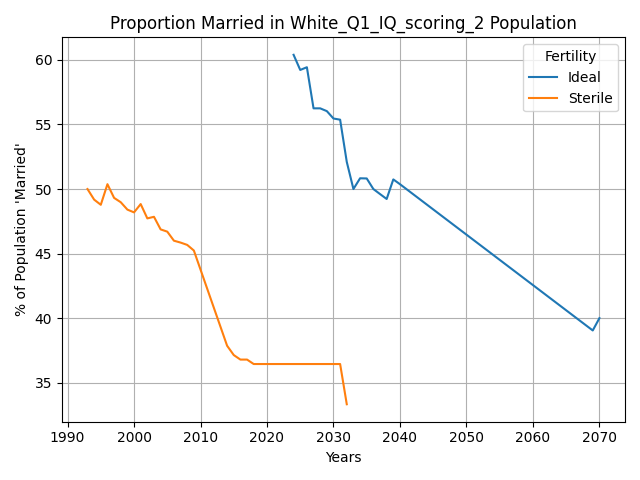 Proportion Married in White_Q1_IQ_scoring_2 Population
% of Population 'Married'
60
55
50
45
40
35
Fertility
Ideal
Sterile
1990 2000 2010 2020 2030 2040 2050 2060 2070
Years